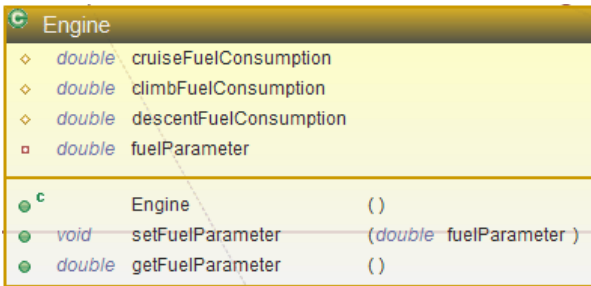 C Engine
double cruiseFuelConsumption
double climbFuelConsumption
double descentFuelConsumption
double fuelParameter
C Engine ()
void setFuelParameter (double fuelParameter )
double getFuelParameter ()